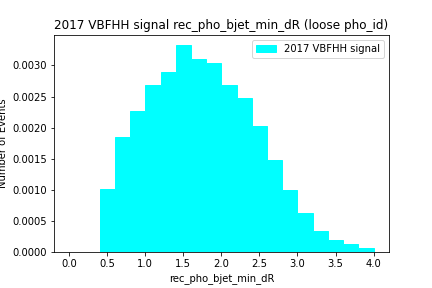 2017 VBFHH signal rec_pho_bjet_min_dR (loose pho_id)
2017 VBFHH signal
0.0030
0.0025
0.0020
0.0015
0.0010
0.0005
0.0000
Number of Events
0.0 0.5 1.0 1.5 2.0 2.5 3.0 3.5 4.0
rec_pho_bjet_min_dR